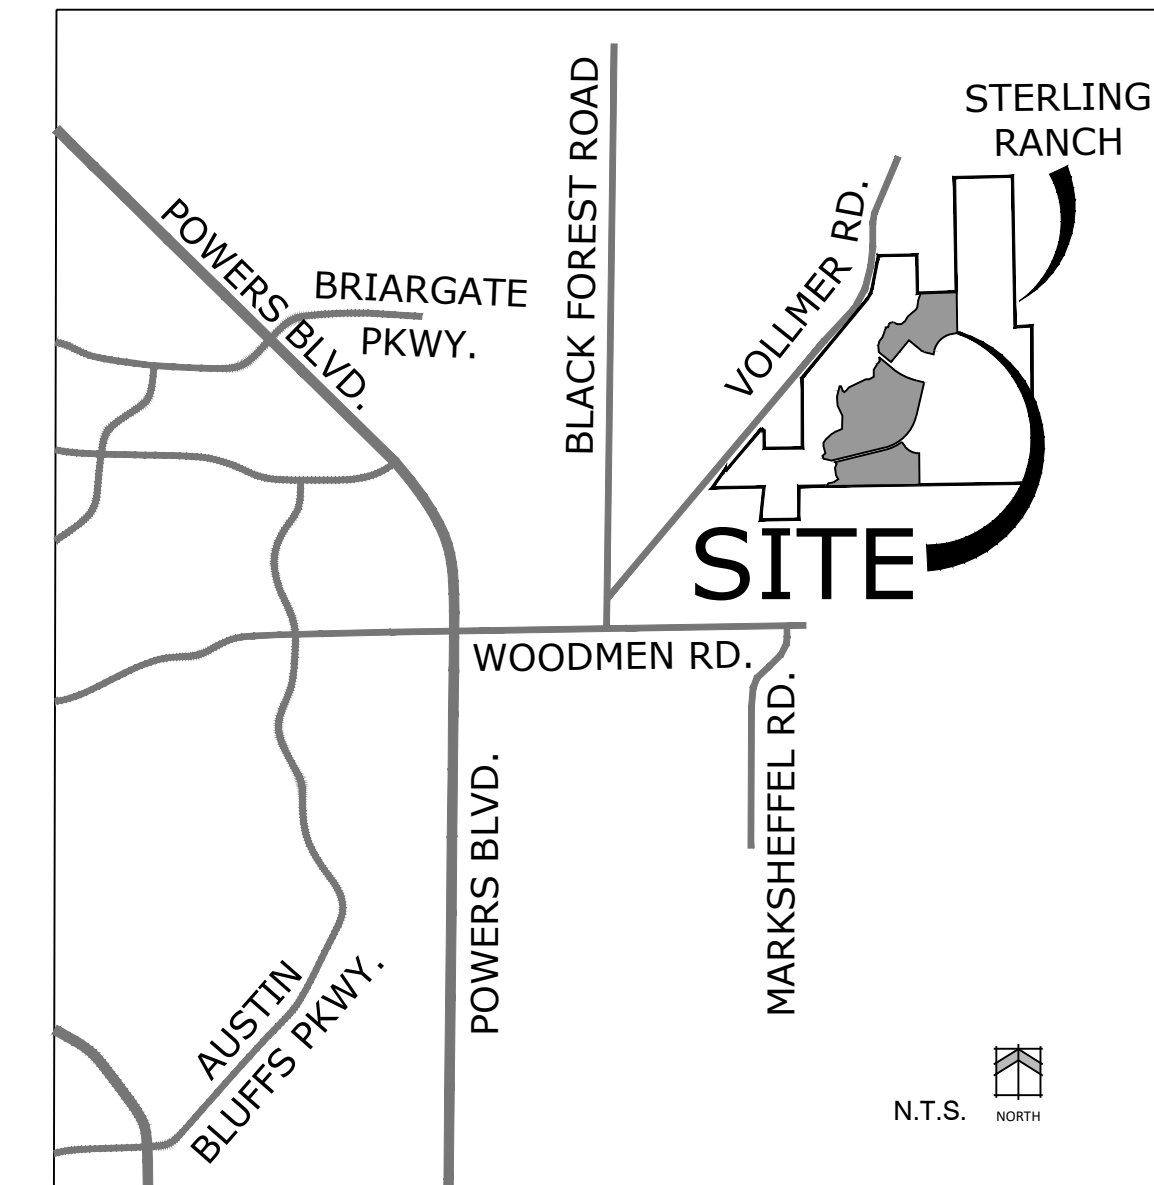 STERLING
RANCH
BLACK FOREST ROAD
VOLLMER RD.
POWERS BLVD.
BRIARGATE
PKWY.
SITE
WOODMEN RD.
MARKSHEFFEL RD.
POWERS BLVD.
AUSTIN
BLUFFS PKWY.
N.T.S.
NORTH